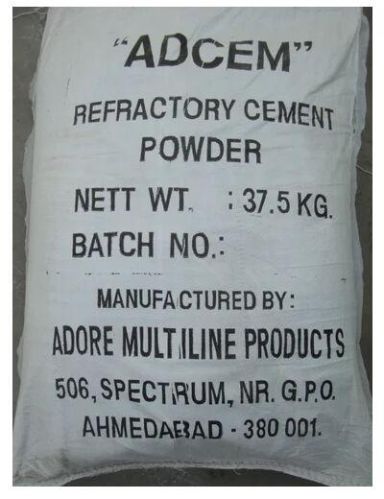 "ADCEM"
REFRACTORY CEMENT
POWDER
NETT WT. : 37.5 KG.
BATCH NO.:
MANUFACTURED BY:
ADORE MULTILINE PRODUCTS
506, SPECTRUM, NR. G.P.O.
AHMEDABAD - 380 001.